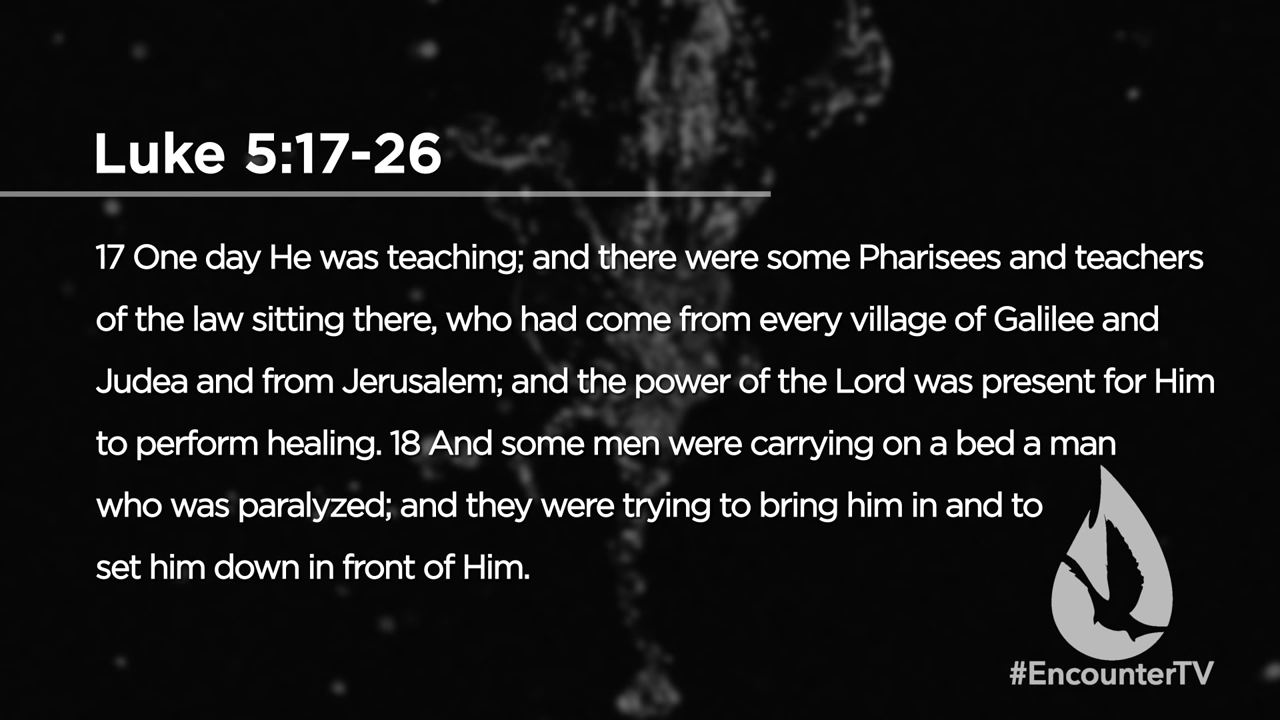 Luke 5:17-26
17 One day He was teaching; and there were some Pharisees and teachers
of the law sitting there, who had come from every village of Galilee and
Judea and from Jerusalem; and the power of the Lord was present for Him
to perform healing. 18 And some men were carrying on a bed a man
who was paralyzed; and they were trying to bring him in and to
set him down in front of Him.
#EncounterTV